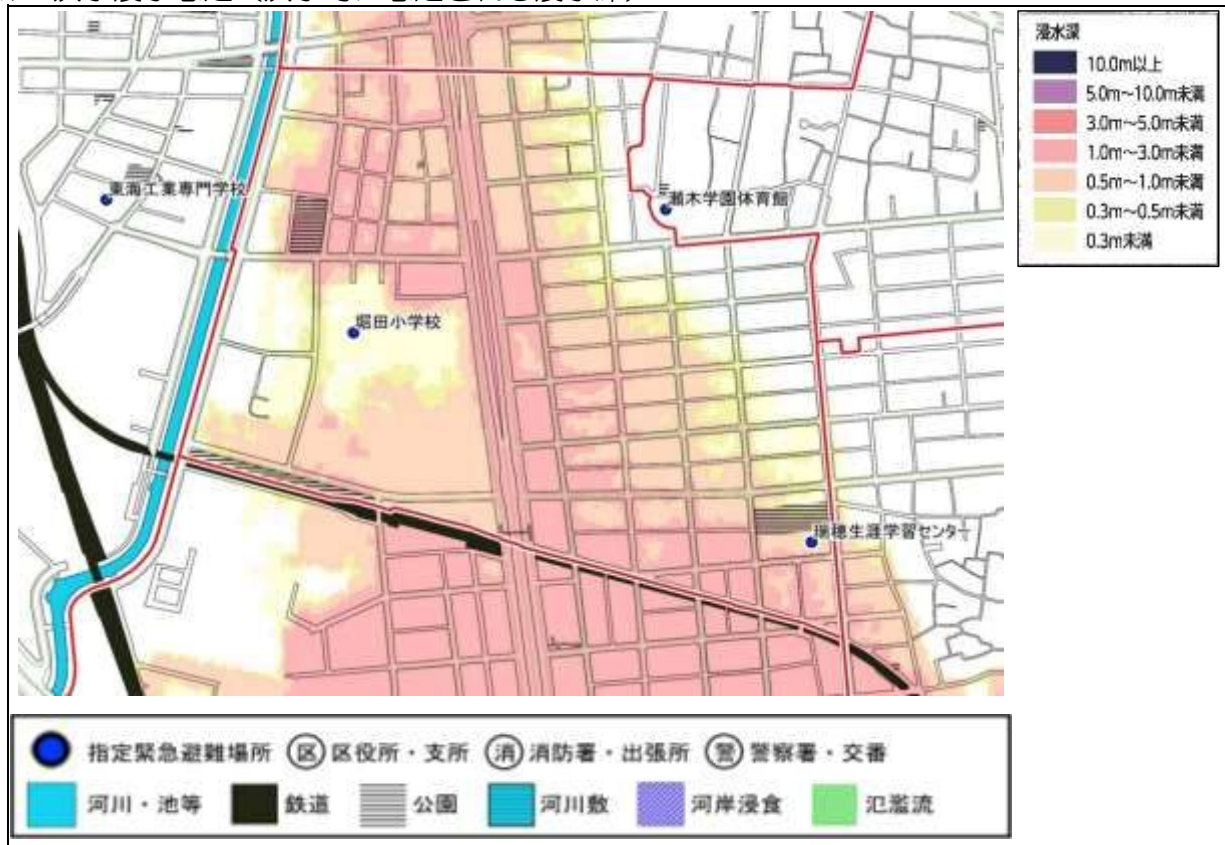 浸水深
10.0m以上
5.0m～10.0m未満
3.0m～5.0m未満
1.0m～3.0m未満
0.5m～1.0m未満
0.3m～0.5m未満
0.3m未満
東海工業専門学校
瀬木学園体育館
堀田小学校
瑞穂生涯学習センター
指定緊急避難場所 区 区役所・支所 消 消防署・出張所 警 警察署・交番
河川・池等 鉄道 公園 河川敷 河岸浸食 氾濫流